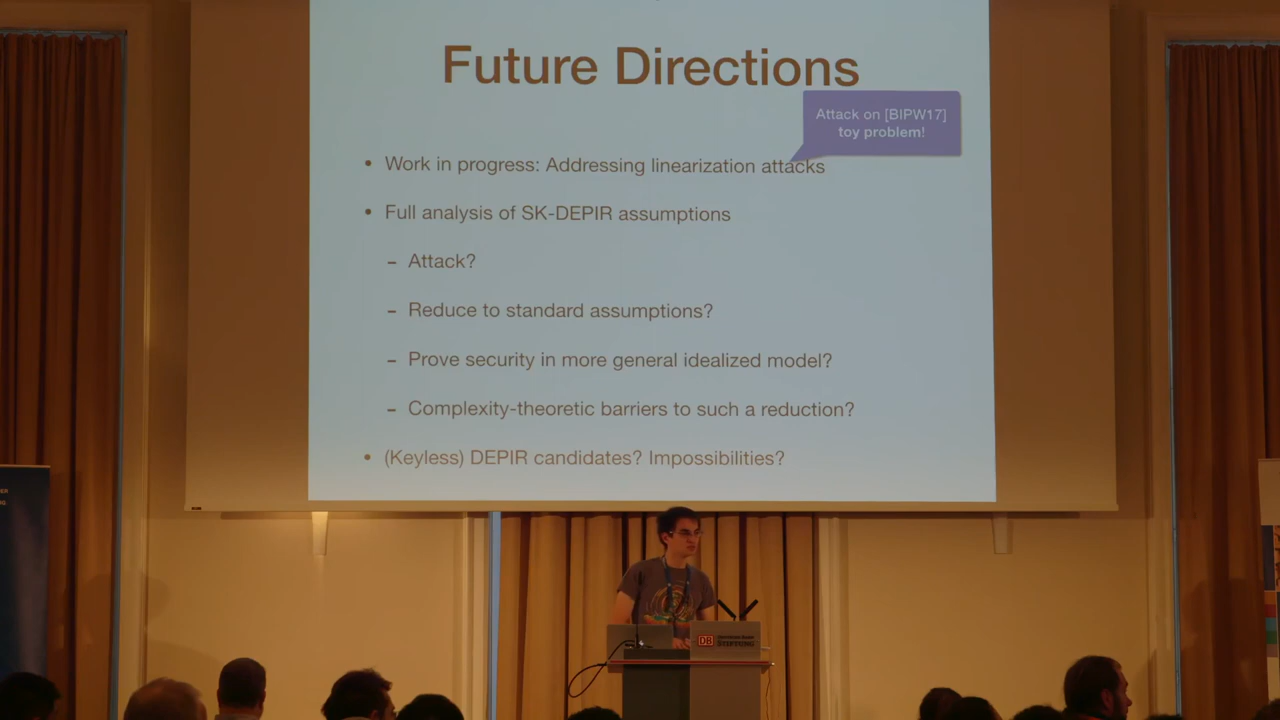 Future Directions
Attack on [BIPW17]
toy problem!
• Work in progress: Addressing linearization attacks
• Full analysis of SK-DEPIR assumptions
– Attack?
– Reduce to standard assumptions?
– Prove security in more general idealized model?
– Complexity-theoretic barriers to such a reduction?
• (Keyless) DEPIR candidates? Impossibilities?
DB
STIFTUNG